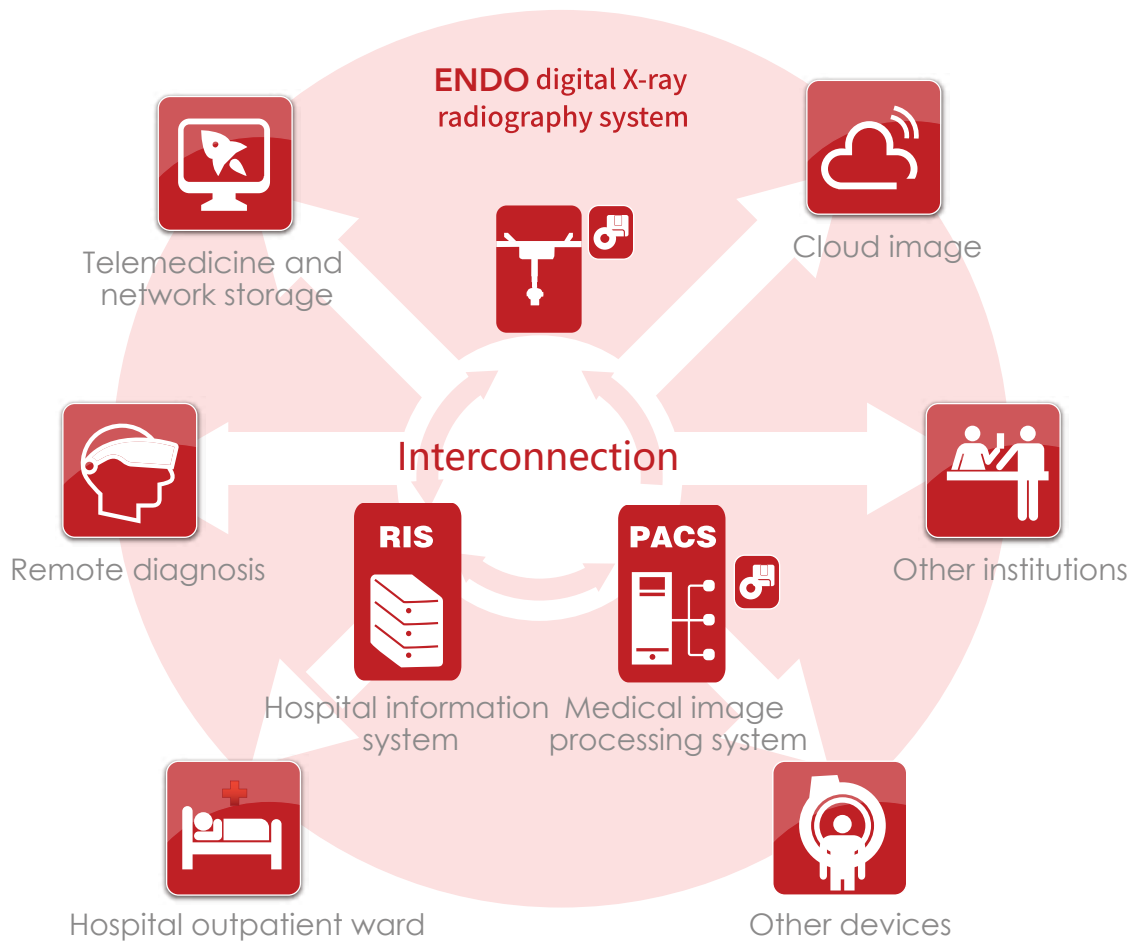 ENDO digital X-ray
radiography system
Telemedicine and
network storage
Cloud image
Interconnection
Remote diagnosis
RIS
PACS
Other institutions
Hospital information
system
Medical image
processing system
Hospital outpatient ward
Other devices